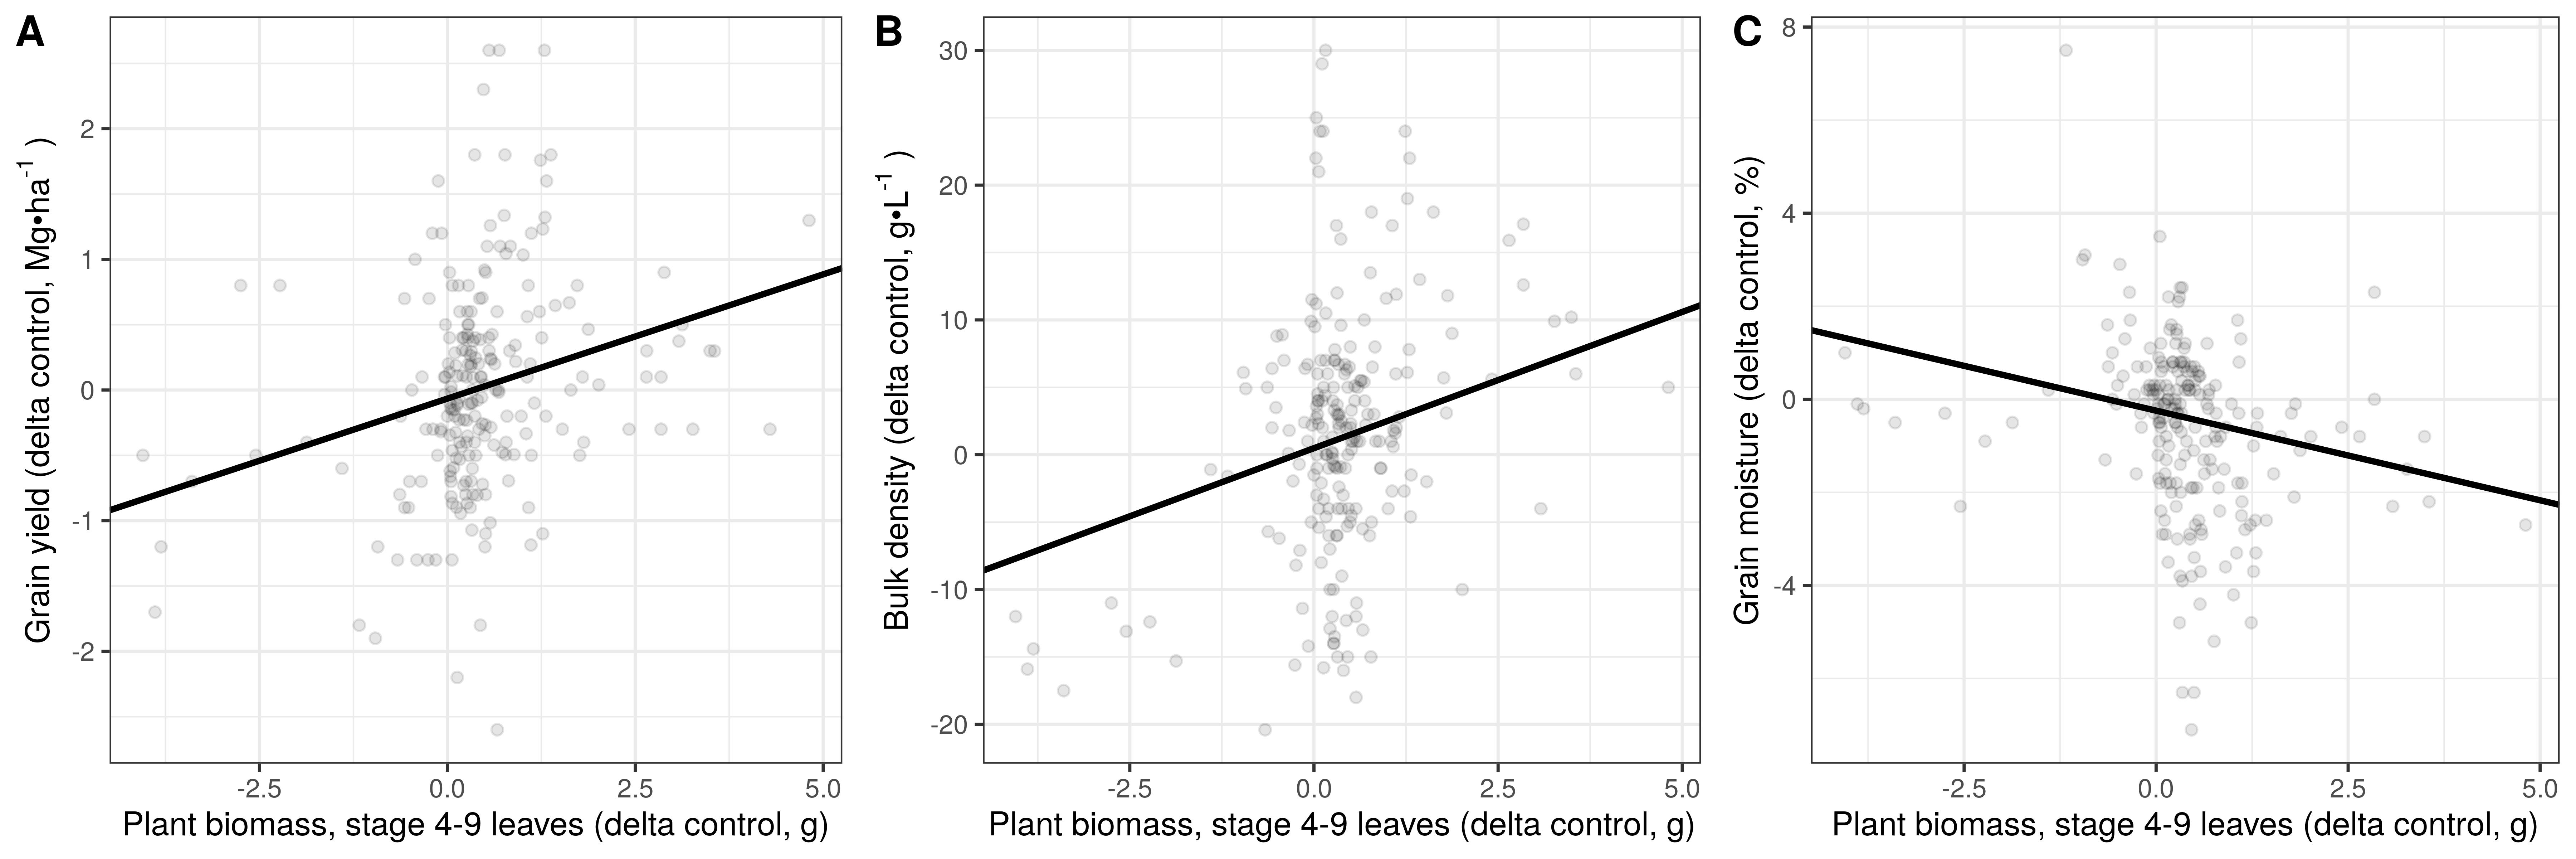 A
Grain yield (delta control, Mg•ha-1 )
2
1
0
-1
-2
-2.5 0.0 2.5 5.0
Plant biomass, stage 4-9 leaves (delta control, g)
B
Bulk density (delta control, g•L-1 )
30
20
10
0
-10
-20
-2.5 0.0 2.5 5.0
Plant biomass, stage 4-9 leaves (delta control, g)
C
Grain moisture (delta control, %)
8
4
0
-4
-2.5 0.0 2.5 5.0
Plant biomass, stage 4-9 leaves (delta control, g)